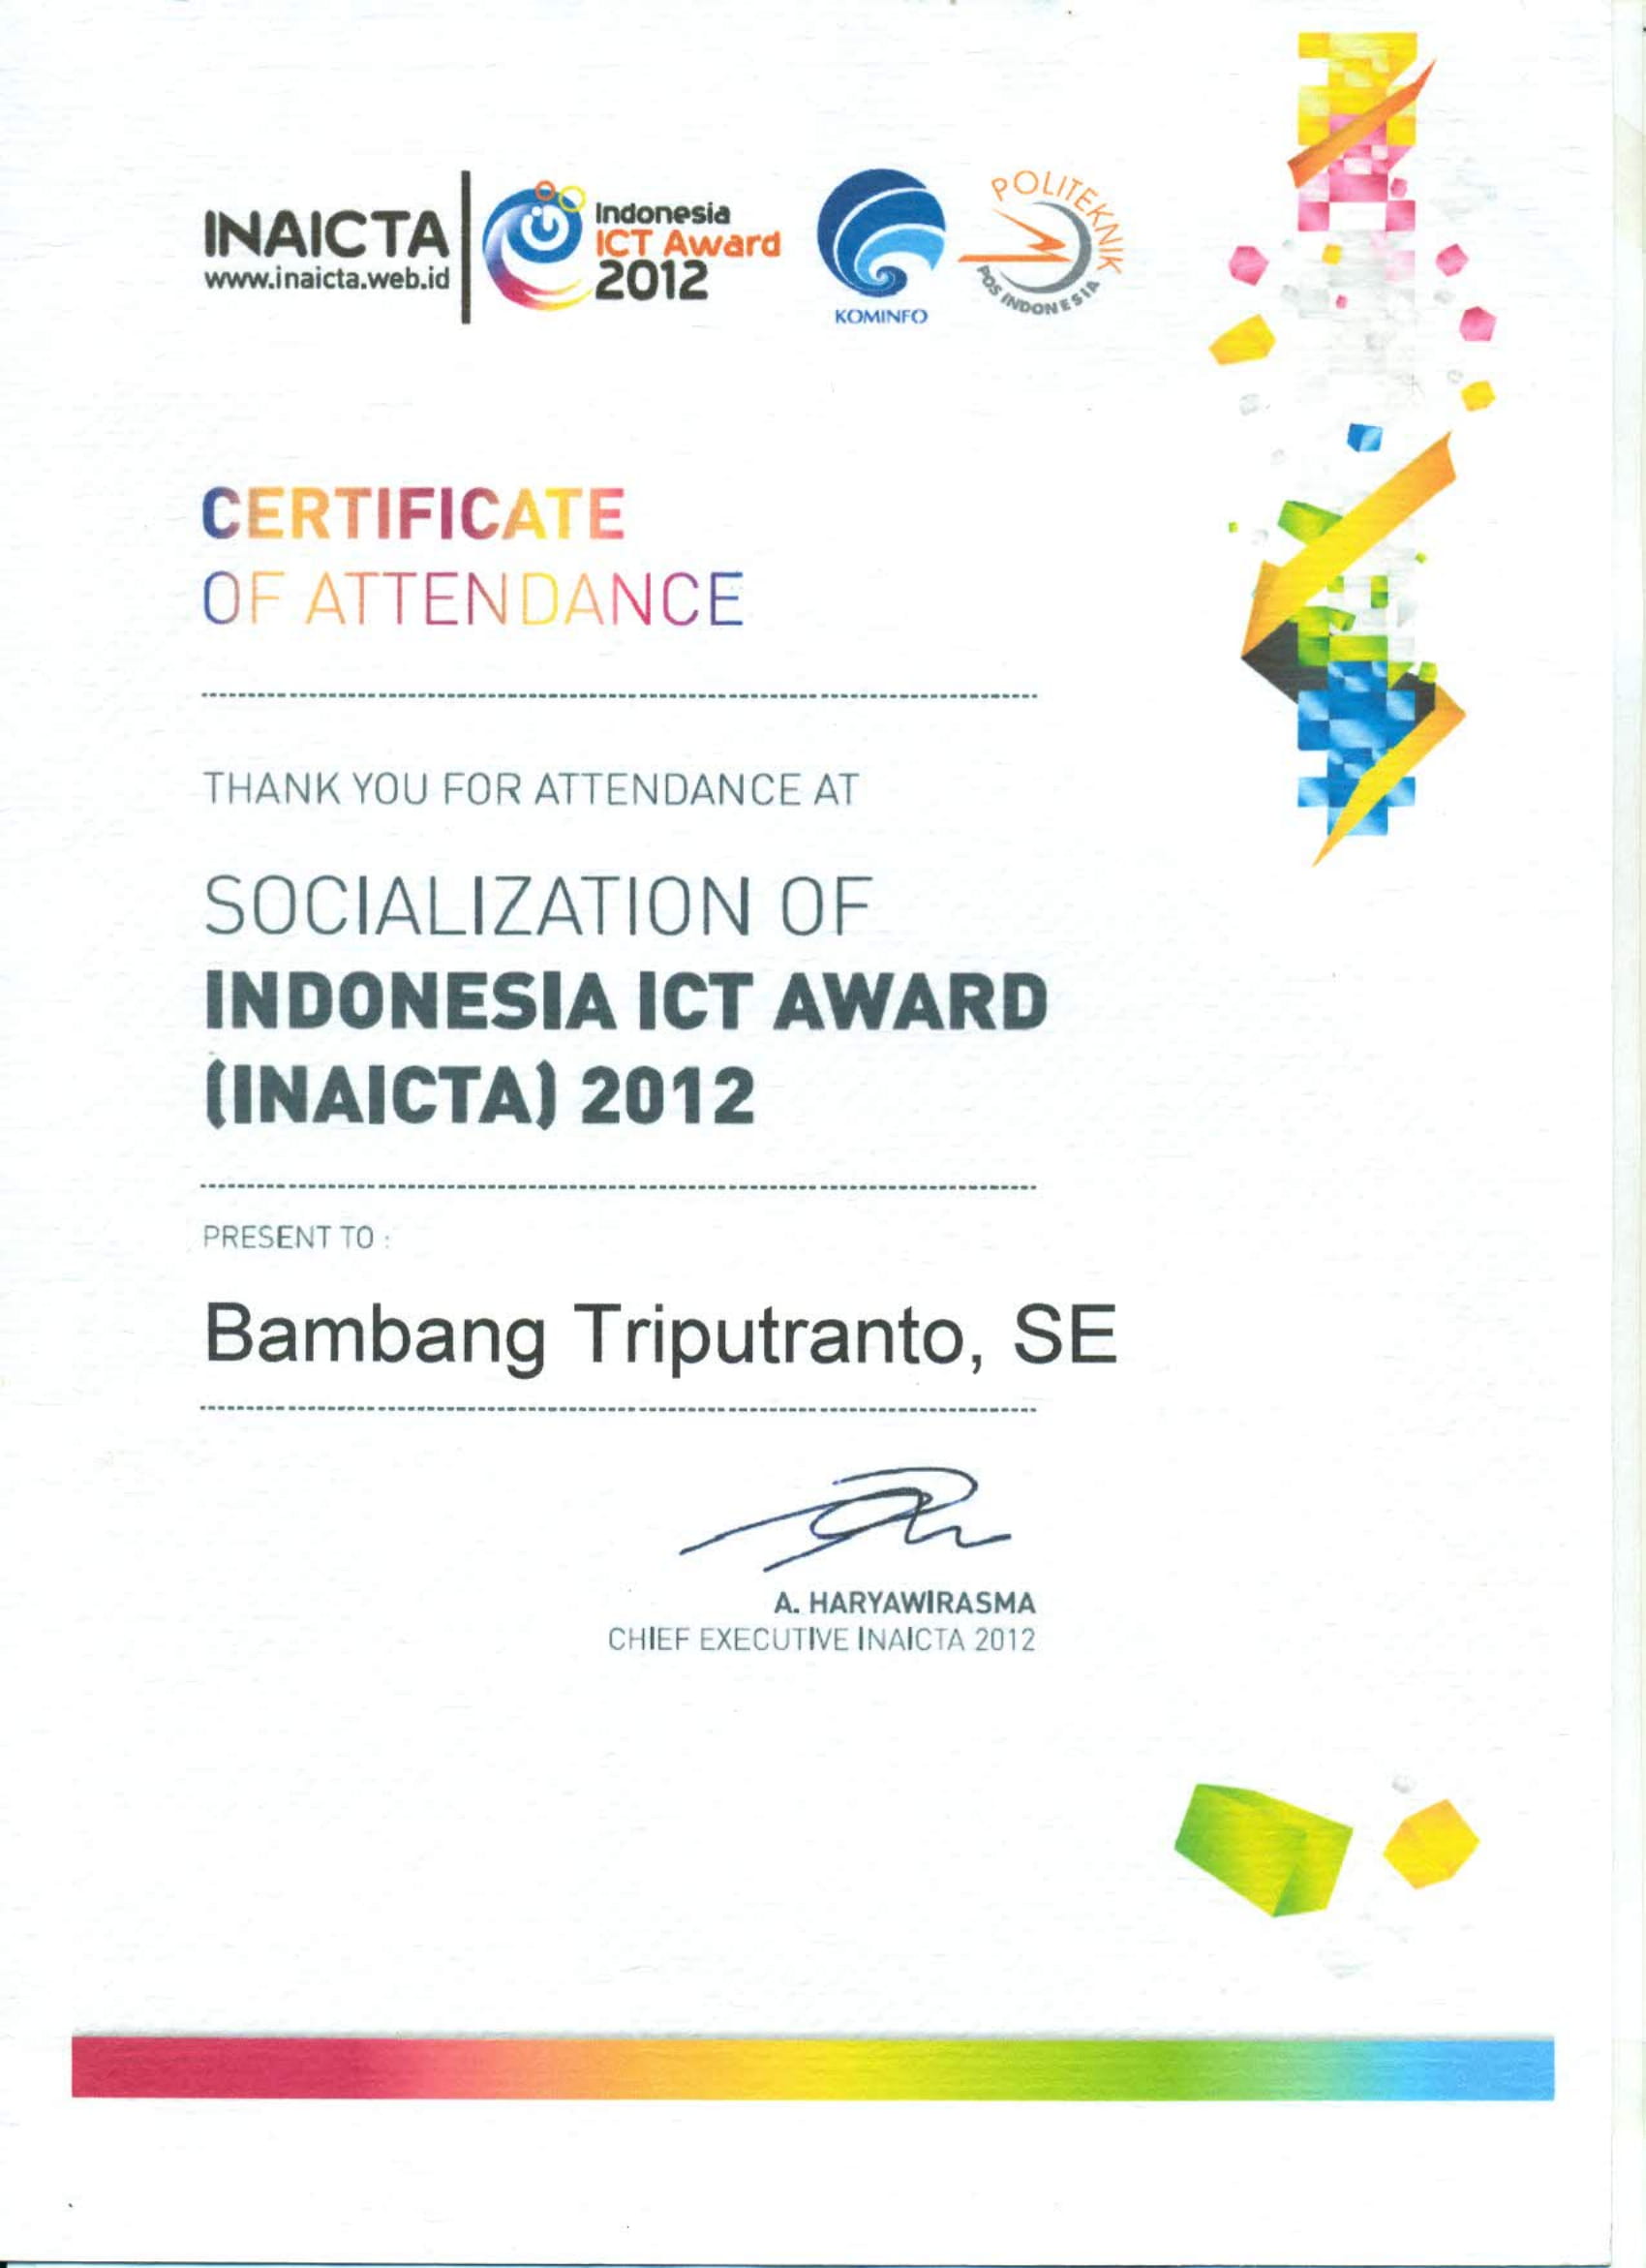 INAICTA
www.inaicta.web.id
Indonesia
ICT Award
2012
KOMINFO
POLITEKNIK
POS INDONESIA
CERTIFICATE
OF ATTENDANCE
THANK YOU FOR ATTENDANCE AT
SOCIALIZATION OF
INDONESIA ICT AWARD
(INAICTA) 2012
PRESENT TO :
Bambang Triputranto, SE
A. HARYAWIRASMA
CHIEF EXECUTIVE INAICTA 2012